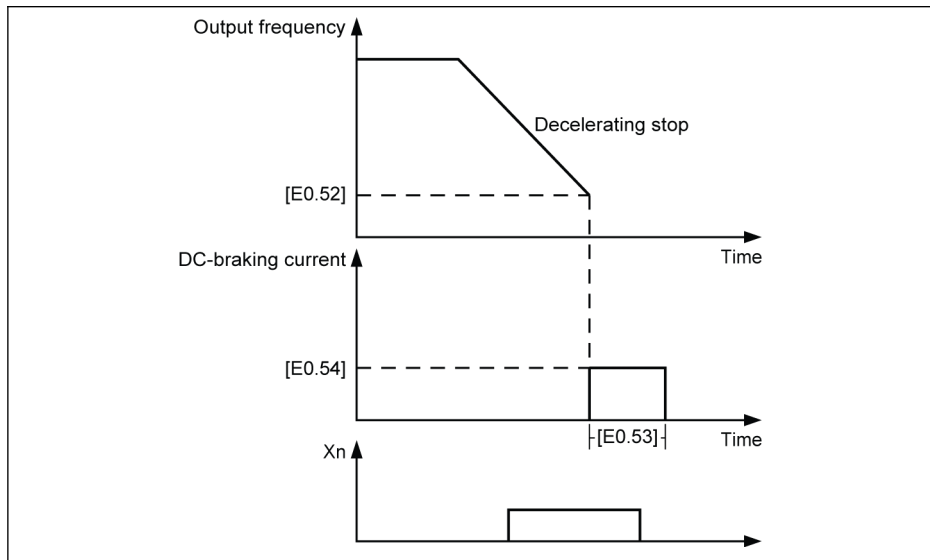 Output frequency
Decelerating stop
[E0.52]
Time
DC-braking current
[E0.54]
[E0.53]
Time
Xn